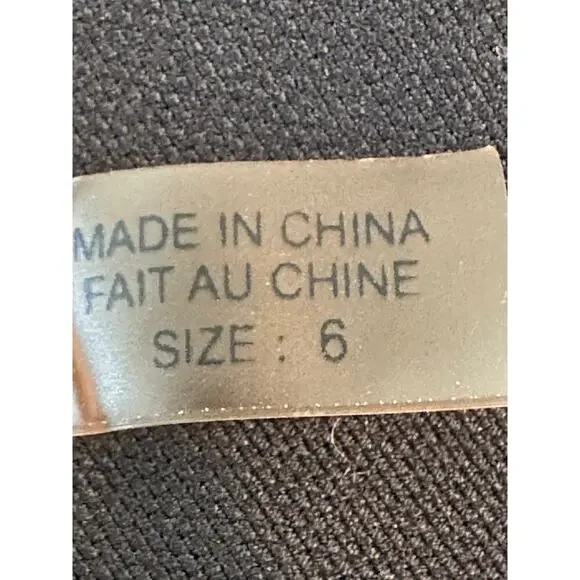 MADE IN CHINA
FAIT AU CHINE
SIZE : 6